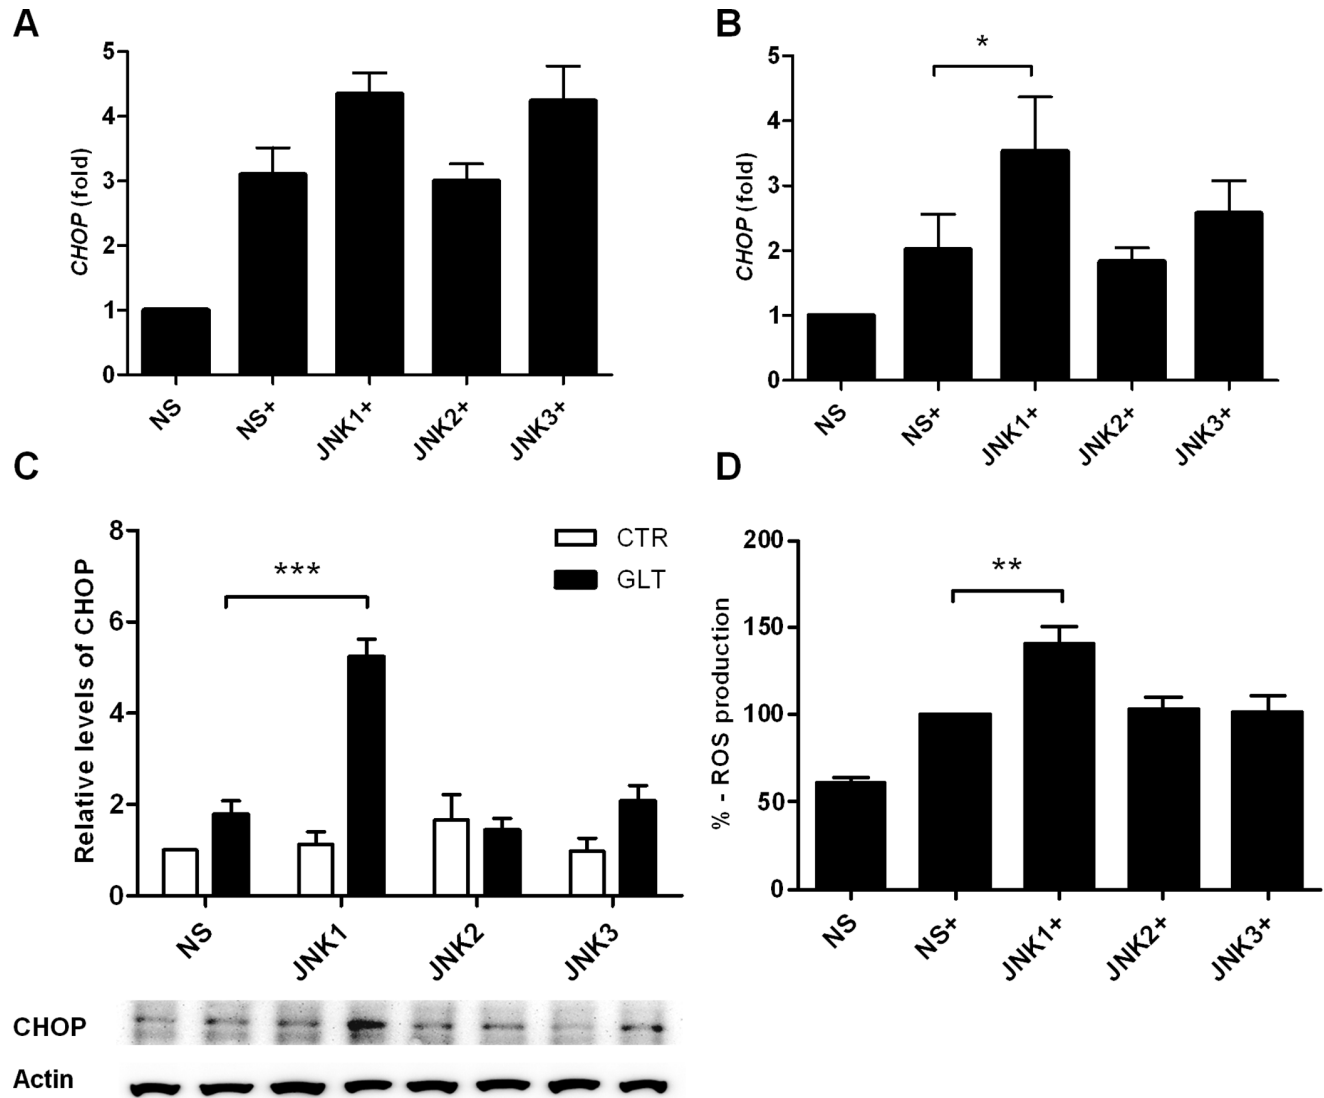 A
CHOP (fold)
5
4
3
2
1
0
NS
NS+
JNK1+
JNK2+
JNK3+
B
CHOP (fold)
5
4
3
2
1
0
*
NS
NS+
JNK1+
JNK2+
JNK3+
C
Relative levels of CHOP
8
6
4
2
0
***
CTR
GLT
NS
JNK1
JNK2
JNK3
CHOP
Actin
D
% - ROS production
200
150
100
50
0
**
NS
NS+
JNK1+
JNK2+
JNK3+